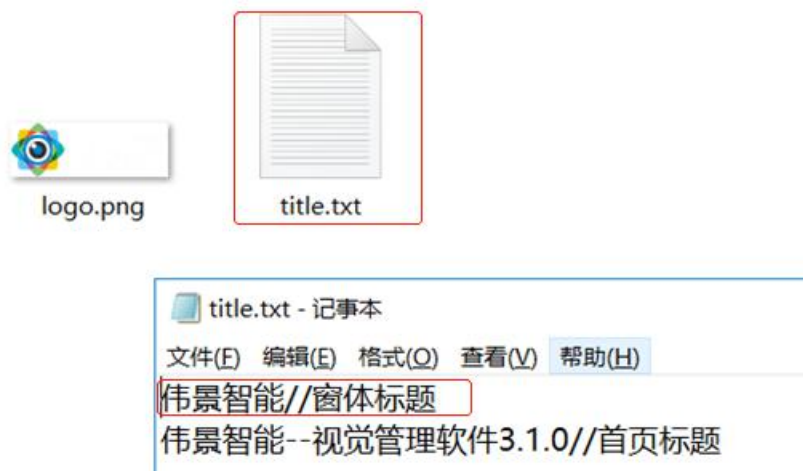 logo.png
title.txt
title.txt - 记事本
文件(F) 编辑(E) 格式(O) 查看(V) 帮助(H)
伟景智能//窗体标题
伟景智能--视觉管理软件3.1.0//首页标题